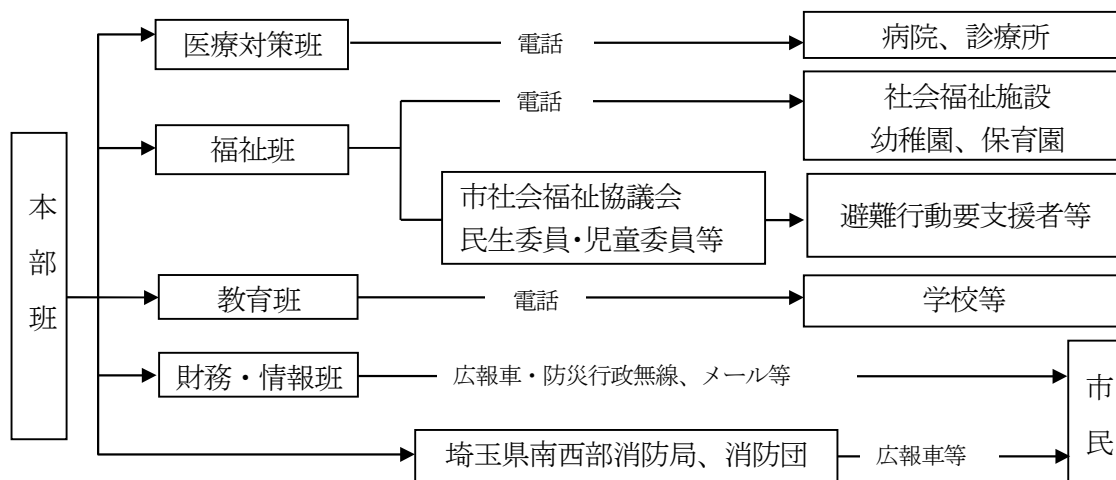 本部班
医療対策班
電話
病院、診療所
福祉班
電話
社会福祉施設
幼稚園、保育園
市社会福祉協議会
民生委員・児童委員等
避難行動要支援者等
教育班
電話
学校等
財務・情報班
広報車・防災行政無線、メール等
市民
埼玉県南西部消防局、消防団
広報車等